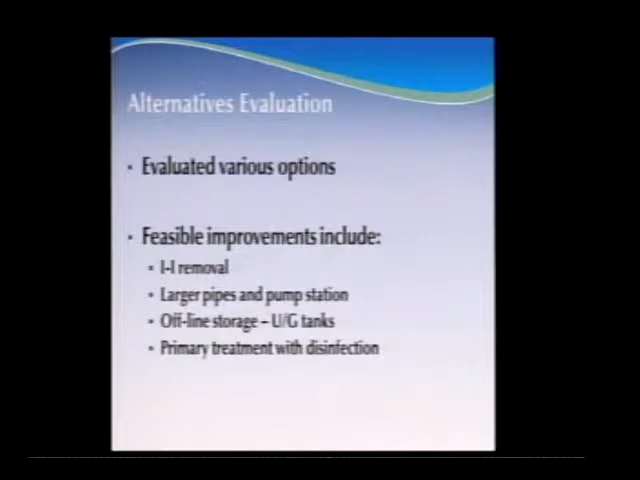 Alternatives Evaluation
• Evaluated various options
• Feasible improvements include:
• I-I removal
• Larger pipes and pump station
• Off-line storage – U/G tanks
• Primary treatment with disinfection